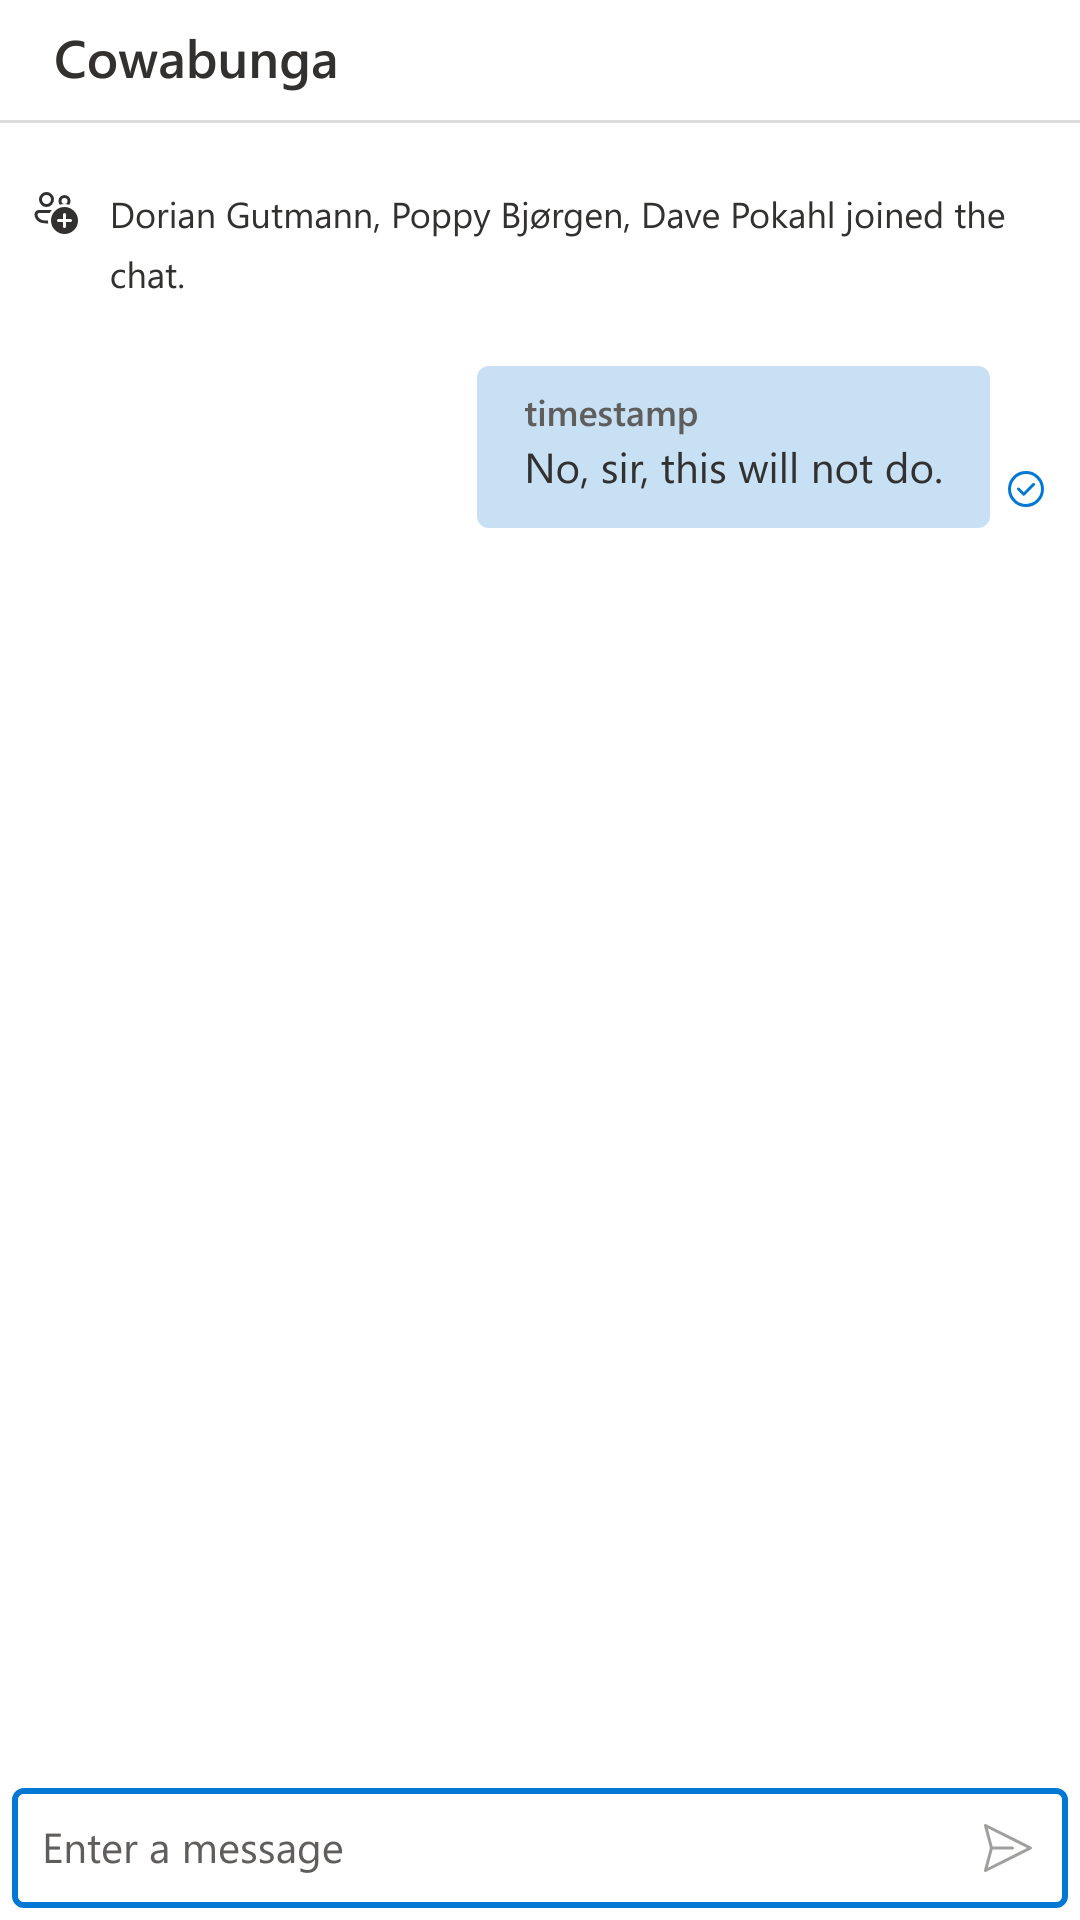 Cowabunga
Dorian Gutmann, Poppy Bjørgen, Dave Pokahl joined the
chat.
timestamp
No, sir, this will not do.
Enter a message